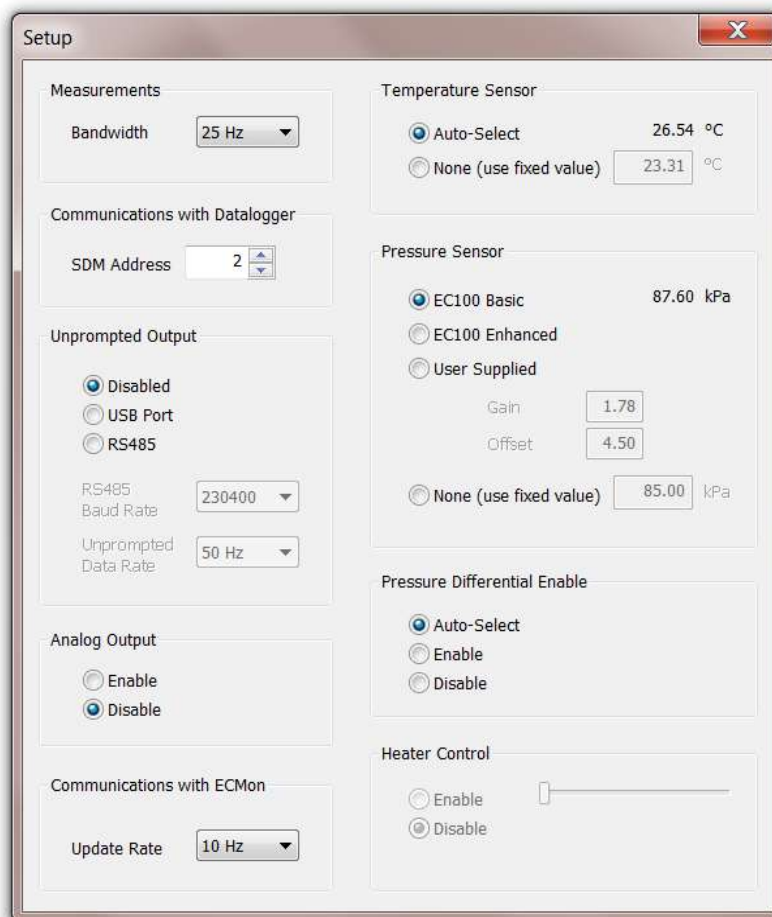 Setup
X
Measurements
Bandwidth 25 Hz
Communications with Datalogger
SDM Address 2
Unprompted Output
Disabled
USB Port
RS485
RS485
Baud Rate
230400
Unprompted
Data Rate
50 Hz
Analog Output
Enable
Disable
Communications with ECMon
Update Rate 10 Hz
Temperature Sensor
Auto-Select 26.54 ºC
None (use fixed value) 23.31 ºC
Pressure Sensor
EC100 Basic 87.60 kPa
EC100 Enhanced
User Supplied
Gain 1.78
Offset 4.50
None (use fixed value) 85.00 kPa
Pressure Differential Enable
Auto-Select
Enable
Disable
Heater Control
Enable
Disable